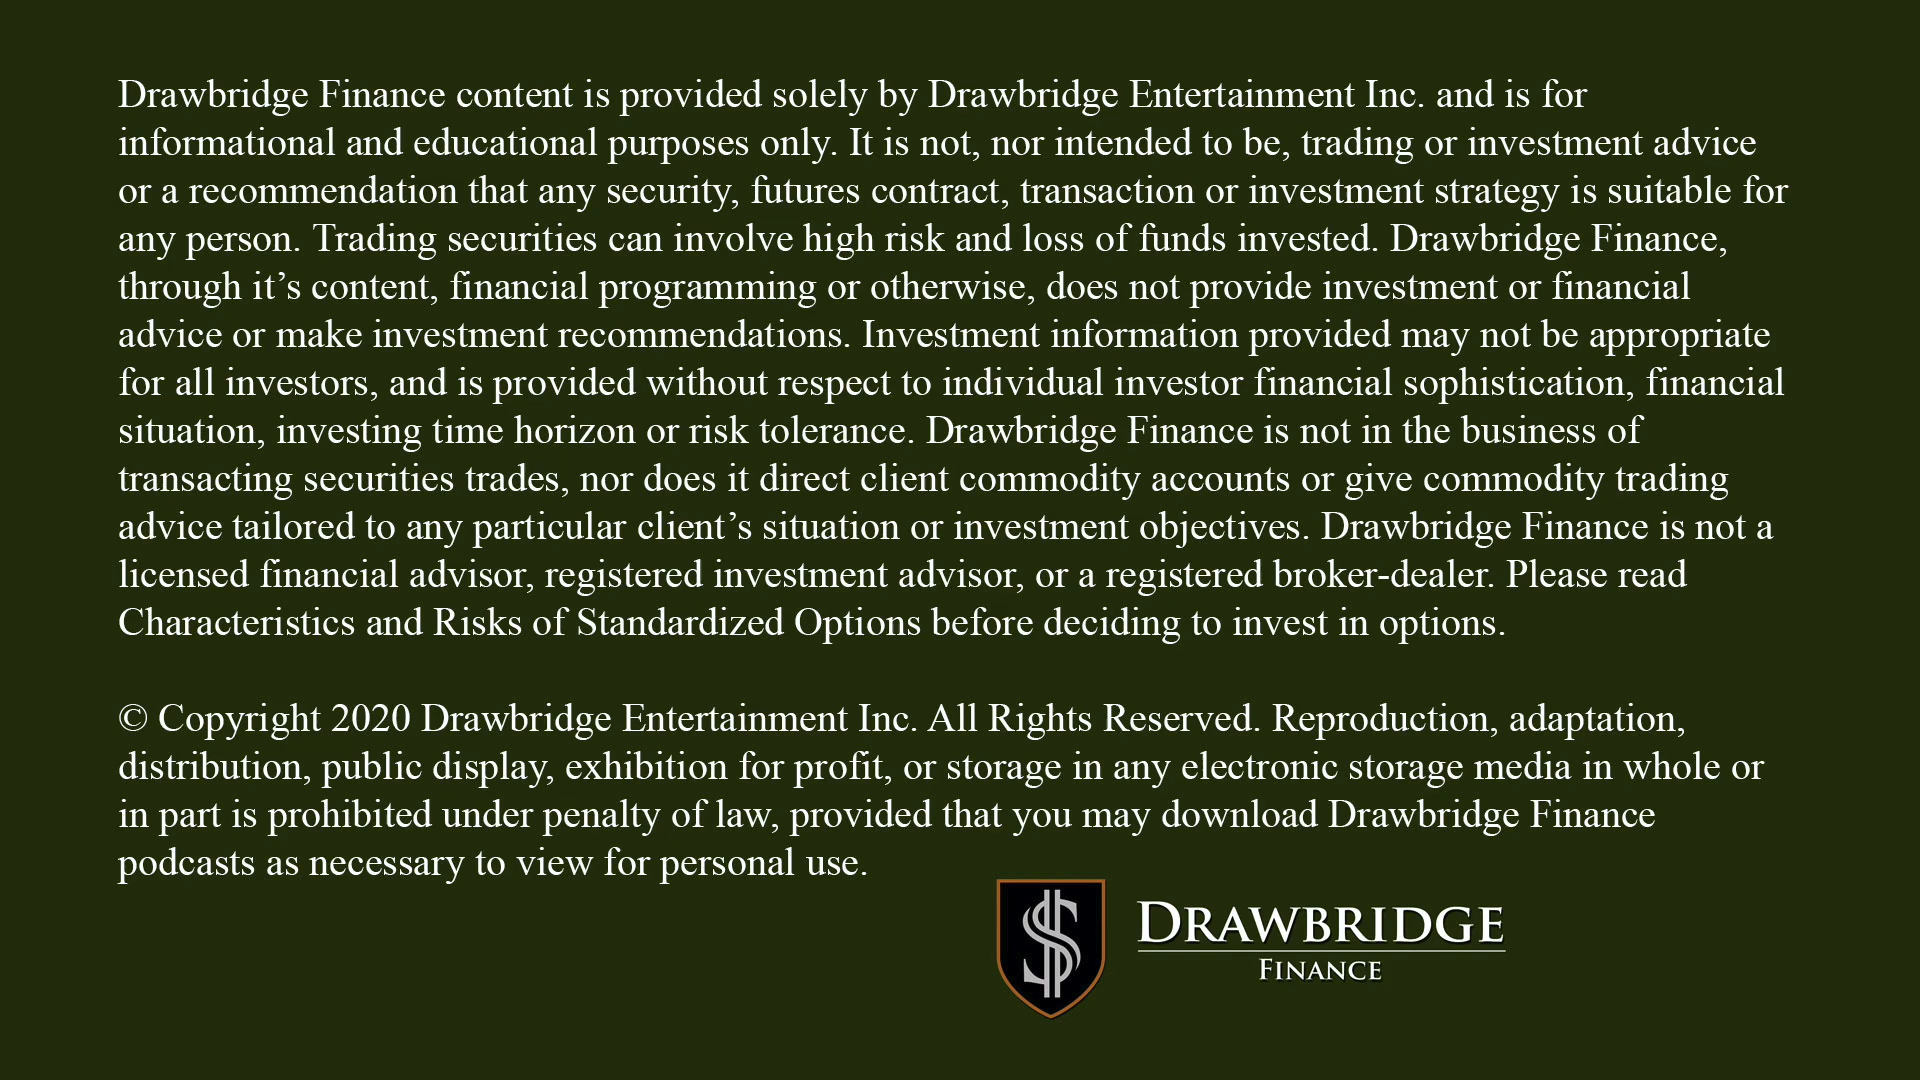 Drawbridge Finance content is provided solely by Drawbridge Entertainment Inc. and is for
informational and educational purposes only. It is not, nor intended to be, trading or investment advice
or a recommendation that any security, futures contract, transaction or investment strategy is suitable for
any person. Trading securities can involve high risk and loss of funds invested. Drawbridge Finance,
through it’s content, financial programming or otherwise, does not provide investment or financial
advice or make investment recommendations. Investment information provided may not be appropriate
for all investors, and is provided without respect to individual investor financial sophistication, financial
situation, investing time horizon or risk tolerance. Drawbridge Finance is not in the business of
transacting securities trades, nor does it direct client commodity accounts or give commodity trading
advice tailored to any particular client’s situation or investment objectives. Drawbridge Finance is not a
licensed financial advisor, registered investment advisor, or a registered broker-dealer. Please read
Characteristics and Risks of Standardized Options before deciding to invest in options.
© Copyright 2020 Drawbridge Entertainment Inc. All Rights Reserved. Reproduction, adaptation,
distribution, public display, exhibition for profit, or storage in any electronic storage media in whole or
in part is prohibited under penalty of law, provided that you may download Drawbridge Finance
podcasts as necessary to view for personal use.
$
DRAWBRIDGE
FINANCE